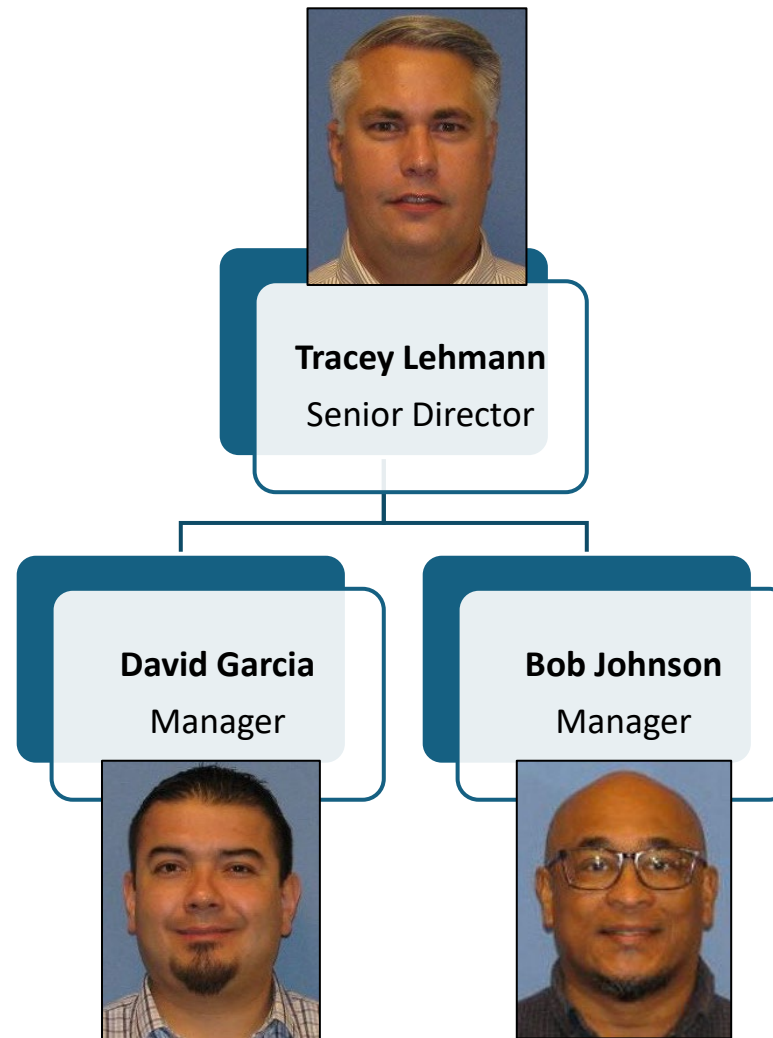 Tracey Lehmann
Senior Director
David Garcia
Manager
Bob Johnson
Manager